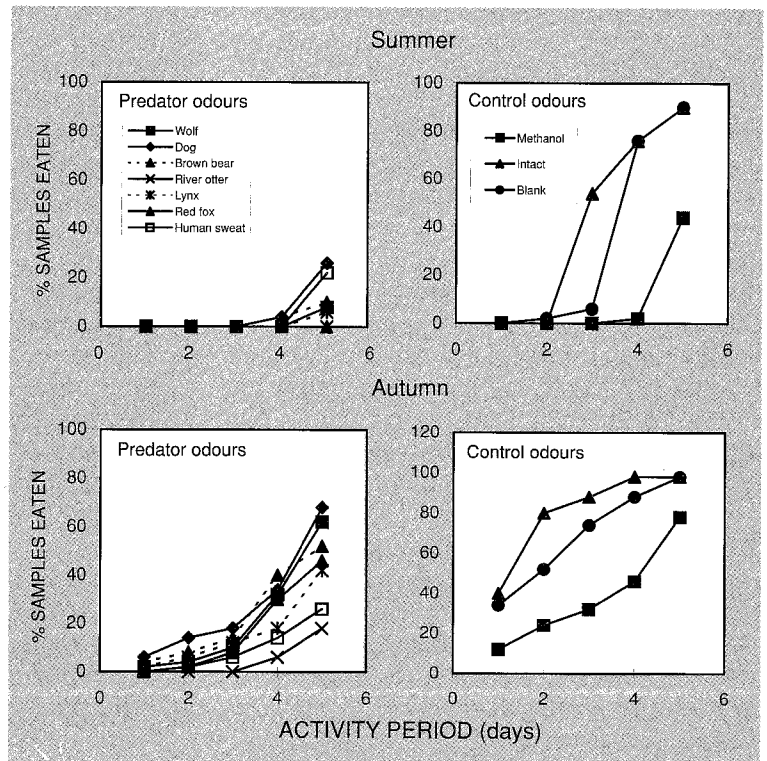 Summer
% SAMPLES EATEN
100
80
60
40
20
0
Predator odours
Wolf
Dog
Brown bear
River otter
Lynx
Red fox
Human sweat
0 2 4 6
100
80
60
40
20
0
Control odours
Methanol
Intact
Blank
0 2 4 6
Autumn
% SAMPLES EATEN
100
80
60
40
20
0
Predator odours
0 2 4 6
120
100
80
60
40
20
0
Control odours
0 2 4 6
ACTIVITY PERIOD (days)